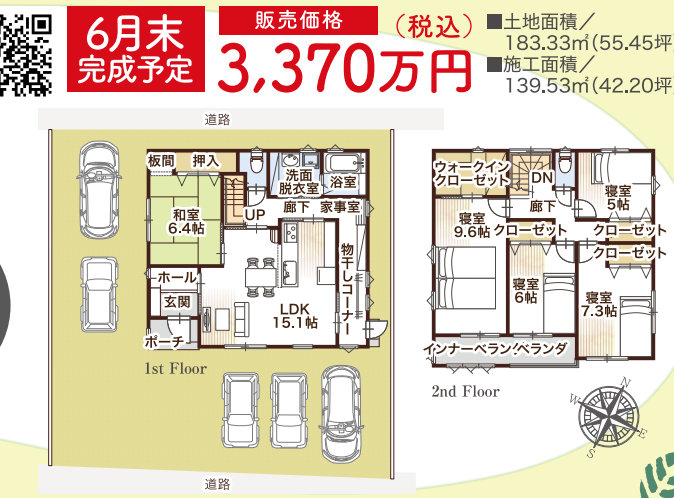 6月末
完成予定
販売価格
(税込)
3,370万円
■土地面積／
183.33㎡(55.45坪)
■施工面積／
139.53㎡(42.20坪)
道路
板間
押入
洗面
脱衣室
浴室
和室
6.4帖
UP
廊下
家事室
物干しコーナー
ホール
玄関
LDK
15.1帖
ポーチ
1st Floor
道路
ウォークイン
クローゼット
DN
廊下
寝室
5帖
寝室
9.6帖
クローゼット
クローゼット
クローゼット
寝室
6帖
寝室
7.3帖
インナーベランダ
ベランダ
2nd Floor
N
W
E
S